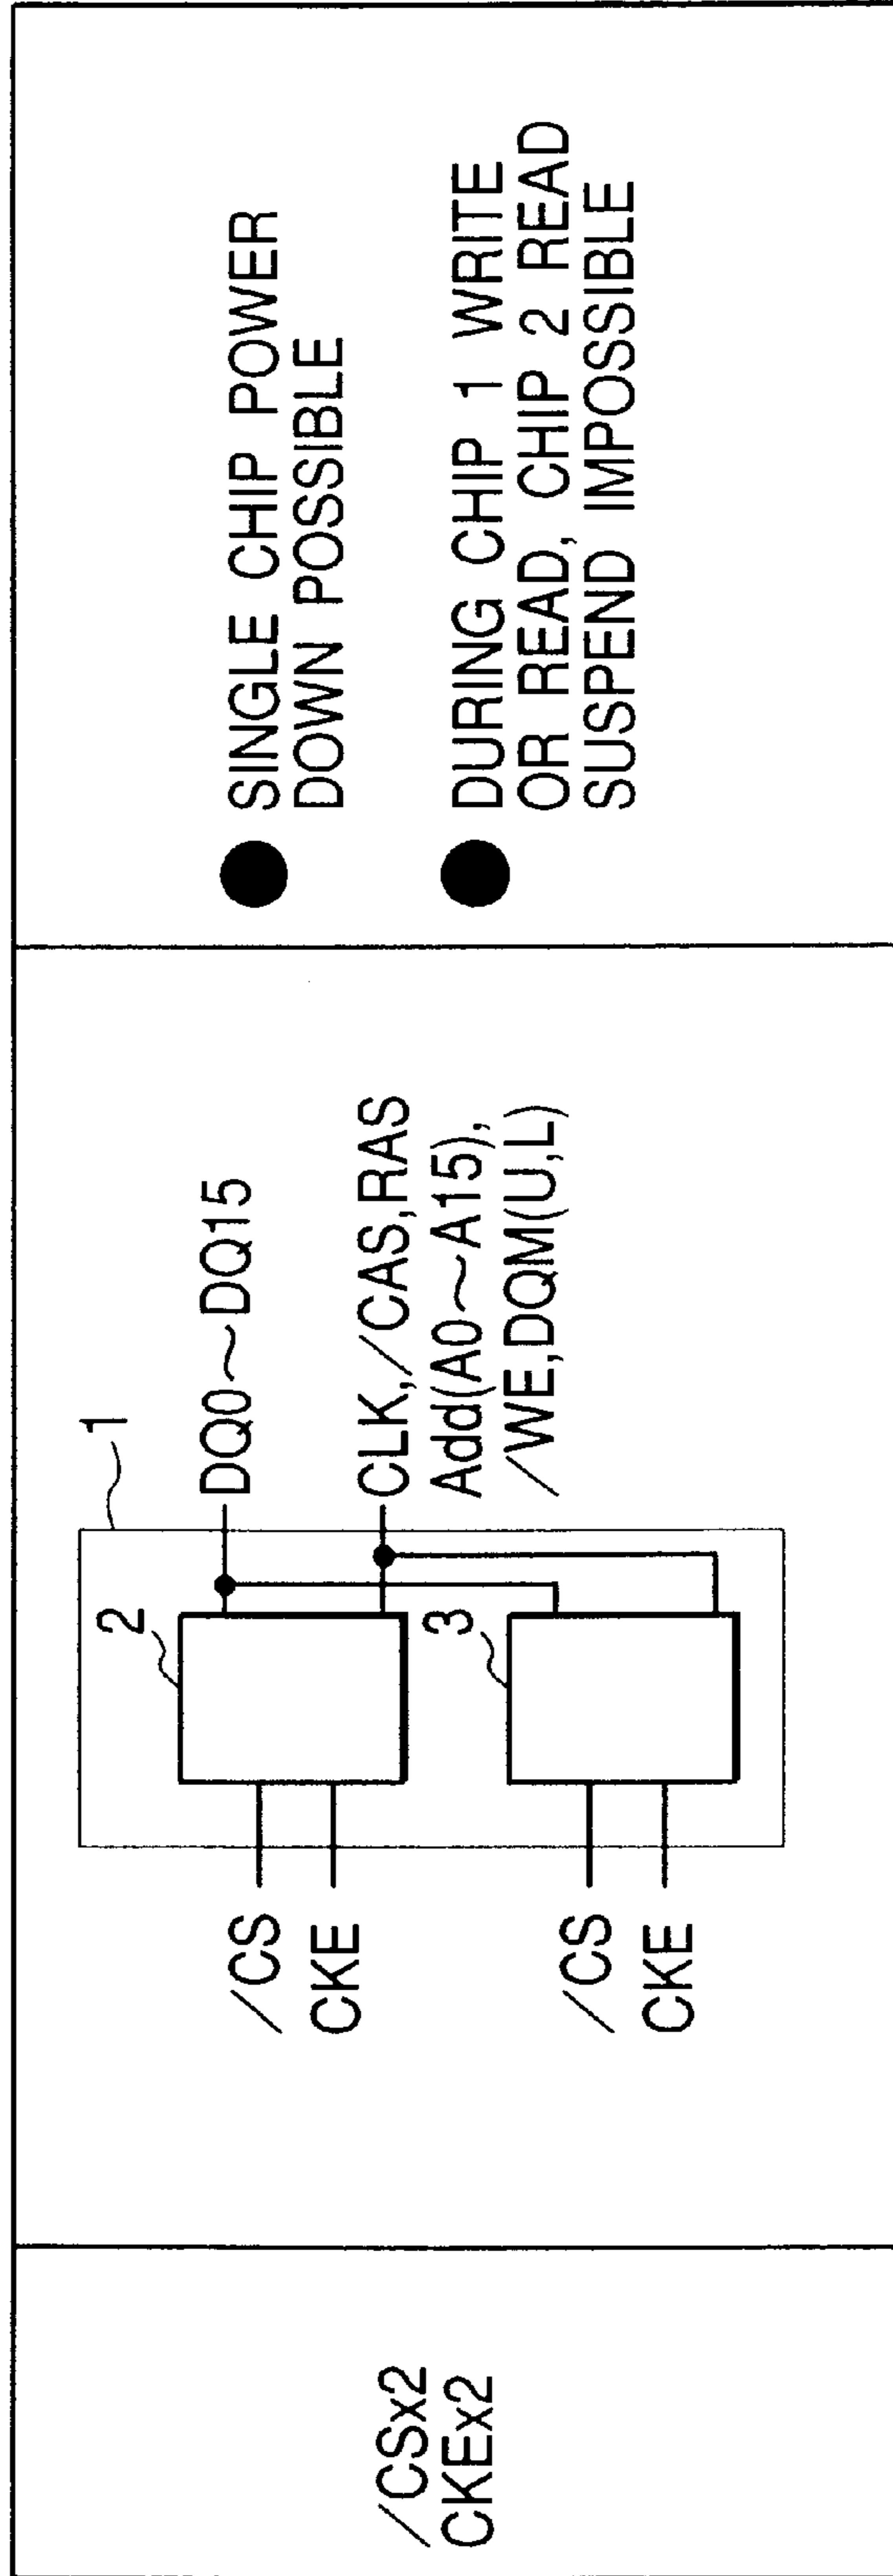 /CSx2
CKEx2
/CS
CKE
/CS
CKE
1
2
3
DQ0~DQ15
CLK,/CAS,RAS
Add(A0~A15),
/WE,DQM(U,L)
● SINGLE CHIP POWER
DOWN POSSIBLE
● DURING CHIP 1 WRITE
OR READ, CHIP 2 READ
SUSPEND IMPOSSIBLE